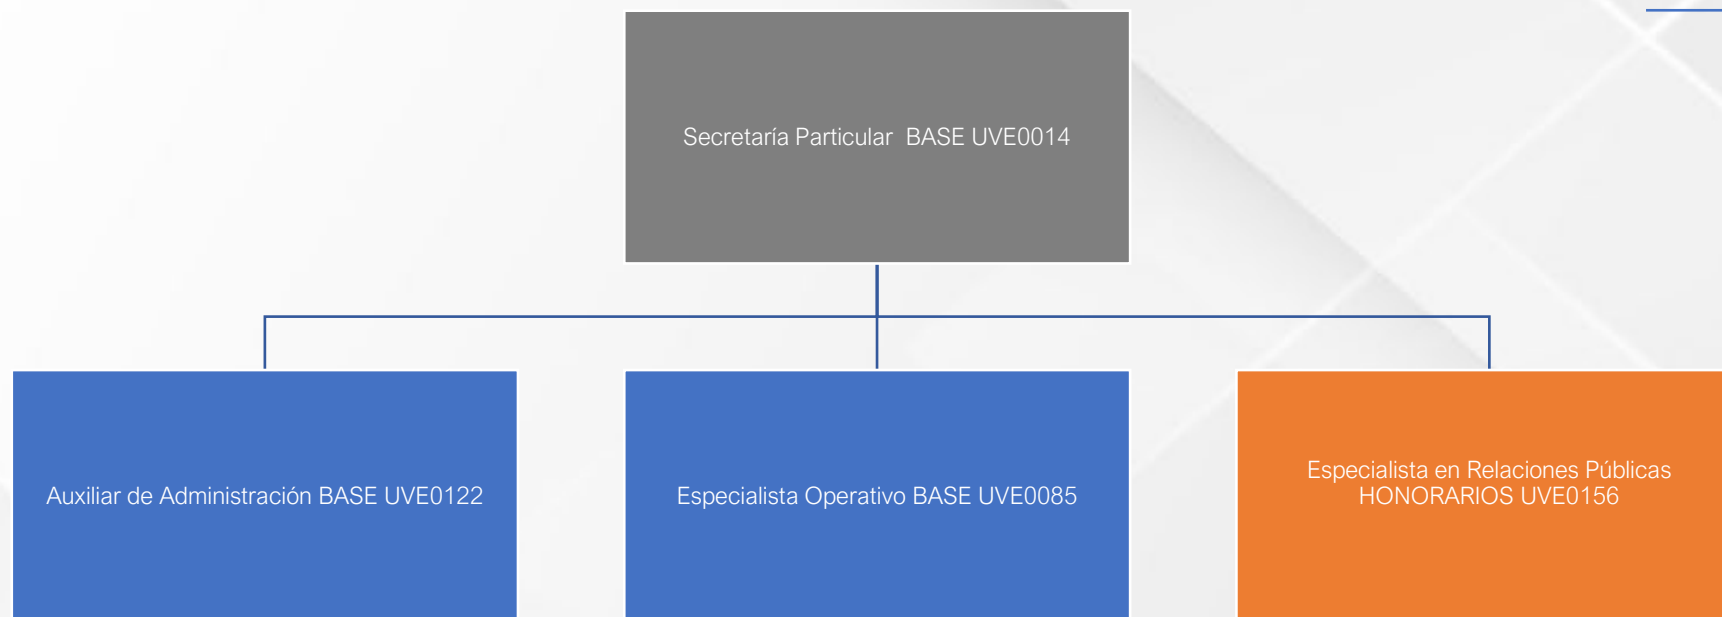 Secretaría Particular  BASE UVE0014
Auxiliar de Administración BASE UVE0122
Especialista Operativo BASE UVE0085
Especialista en Relaciones Públicas
HONORARIOS UVE0156